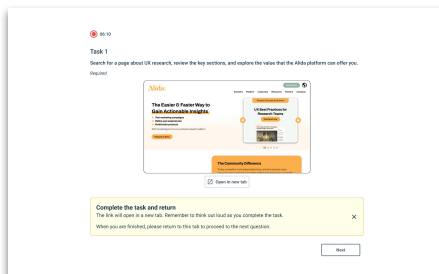 06:10
Task 1
Search for a page about UX research, review the key sections, and explore the value that the Alida platform can offer you.
Required
Alida
The Easier & Faster Way to
Gain Actionable Insights
UX Best Practices for
Research Teams
The Community Difference
Open in new tab
Complete the task and return
The link will open in a new tab. Remember to think out loud as you complete the task.
When you are finished, please return to this tab to proceed to the next question.
Next